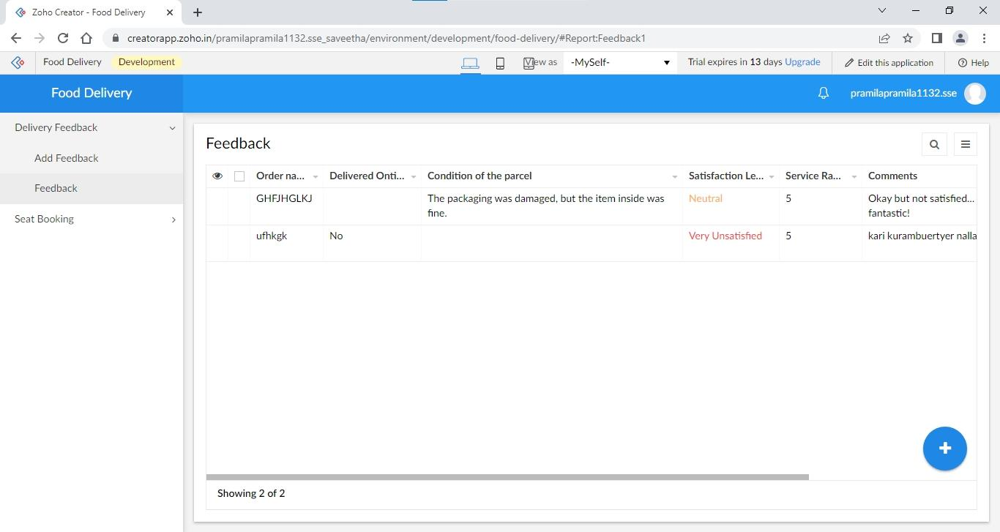 Zoho Creator - Food Delivery
creatorapp.zoho.in/pramilapramila1132.sse_saveetha/environment/development/food-delivery/#Report:Feedback1
Food Delivery Development View as -MySelf- Trial expires in 13 days Upgrade Edit this application Help
Food Delivery pramilapramila1132.sse
Delivery Feedback
Add Feedback
Feedback
Seat Booking
Feedback
Order na... Delivered Onti... Condition of the parcel Satisfaction Le... Service Ra... Comments
GHFJHGLKJ The packaging was damaged, but the item inside was Neutral 5 Okay but not satisfied...
fine. fantastic!
ufhkgk No Very Unsatisfied 5 kari kurambuertyer nalla
Showing 2 of 2